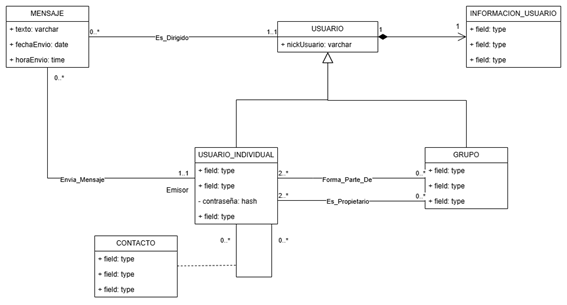 MENSAJE
+ texto: varchar
+ fechaEnvio: date
+ horaEnvio: time
0..*
Es_Dirigido
1..1
USUARIO
+ nickUsuario: varchar
1
1
INFORMACION_USUARIO
+ field: type
+ field: type
+ field: type
0..*
Envia_Mensaje
1..1
Emisor
USUARIO_INDIVIDUAL
+ field: type
+ field: type
- contraseña: hash
+ field: type
2..*
Forma_Parte_De
0..*
2..*
Es_Propietario
0..*
GRUPO
+ field: type
+ field: type
+ field: type
0..*
0..*
CONTACTO
+ field: type
+ field: type
+ field: type